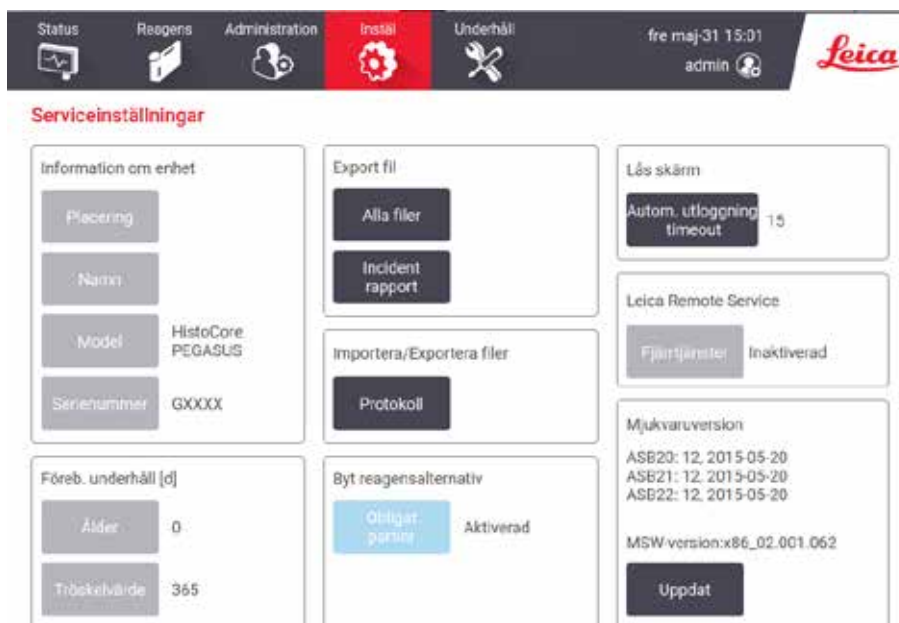 Status
Reagens
Administration
Instäl
Underhåll
fre maj-31 15:01
admin
Leica
Serviceinställningar
Information om enhet
Placering
Namn
Model
HistoCore
PEGASUS
Serienummer
GXXXX
Föreb. underhåll [d]
Ålder
0
Tröskelvärde
365
Export fil
Alla filer
Incident
rapport
Importera/Exportera filer
Protokoll
Byt reagensalternativ
Obligat.
partinr
Aktiverad
Lås skärm
Autom. utloggning
timeout
15
Leica Remote Service
Fjärrtjänster
Inaktiverad
Mjukvaruversion
ASB20: 12, 2015-05-20
ASB21: 12, 2015-05-20
ASB22: 12, 2015-05-20
MSW-version:x86_02.001.062
Uppdat